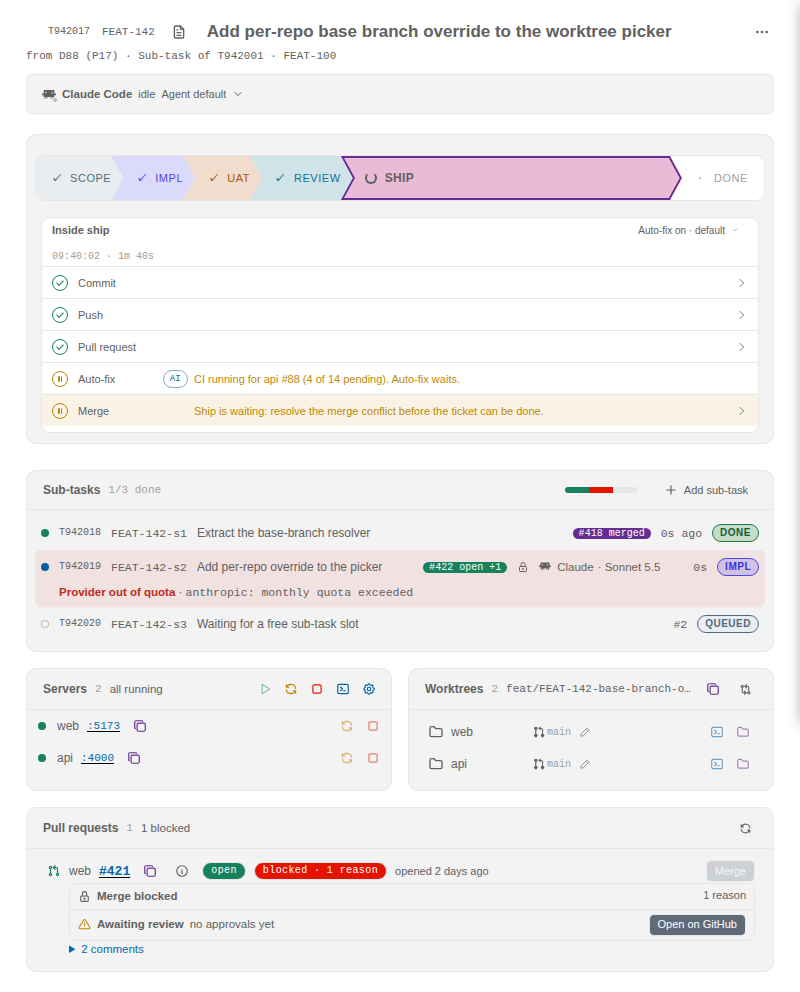 T942017 FEAT-142 Add per-repo base branch override to the worktree picker
from D88 (P17) · Sub-task of T942001 · FEAT-100
Claude Code idle Agent default
SCOPE IMPL UAT REVIEW SHIP DONE
Inside ship Auto-fix on · default
09:40:02 · 1m 40s
Commit
Push
Pull request
Auto-fix AI CI running for api #88 (4 of 14 pending). Auto-fix waits.
Merge Ship is waiting: resolve the merge conflict before the ticket can be done.
Sub-tasks 1/3 done Add sub-task
T942018 FEAT-142-s1 Extract the base-branch resolver #418 merged 0s ago DONE
T942019 FEAT-142-s2 Add per-repo override to the picker #422 open +1 Claude · Sonnet 5.5 0s IMPL
Provider out of quota · anthropic: monthly quota exceeded
T942020 FEAT-142-s3 Waiting for a free sub-task slot #2 QUEUED
Servers 2 all running
web :5173
api :4000
Worktrees 2 feat/FEAT-142-base-branch-o…
web main
api main
Pull requests 1 1 blocked
web #421 open blocked · 1 reason opened 2 days ago Merge
Merge blocked 1 reason
Awaiting review no approvals yet Open on GitHub
2 comments